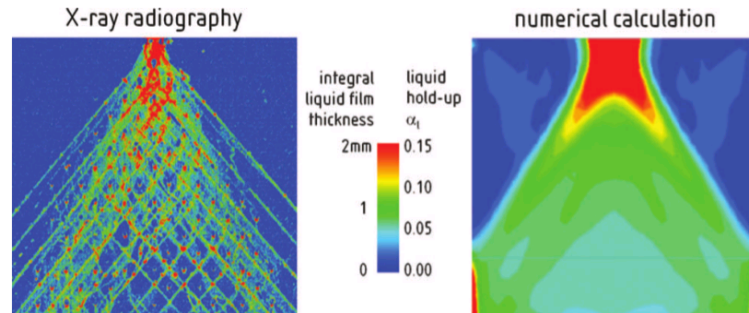 X-ray radiography
numerical calculation
integral
liquid film
thickness
liquid
hold-up
αₗ
2mm
0.15
0.10
1
0.05
0
0.00